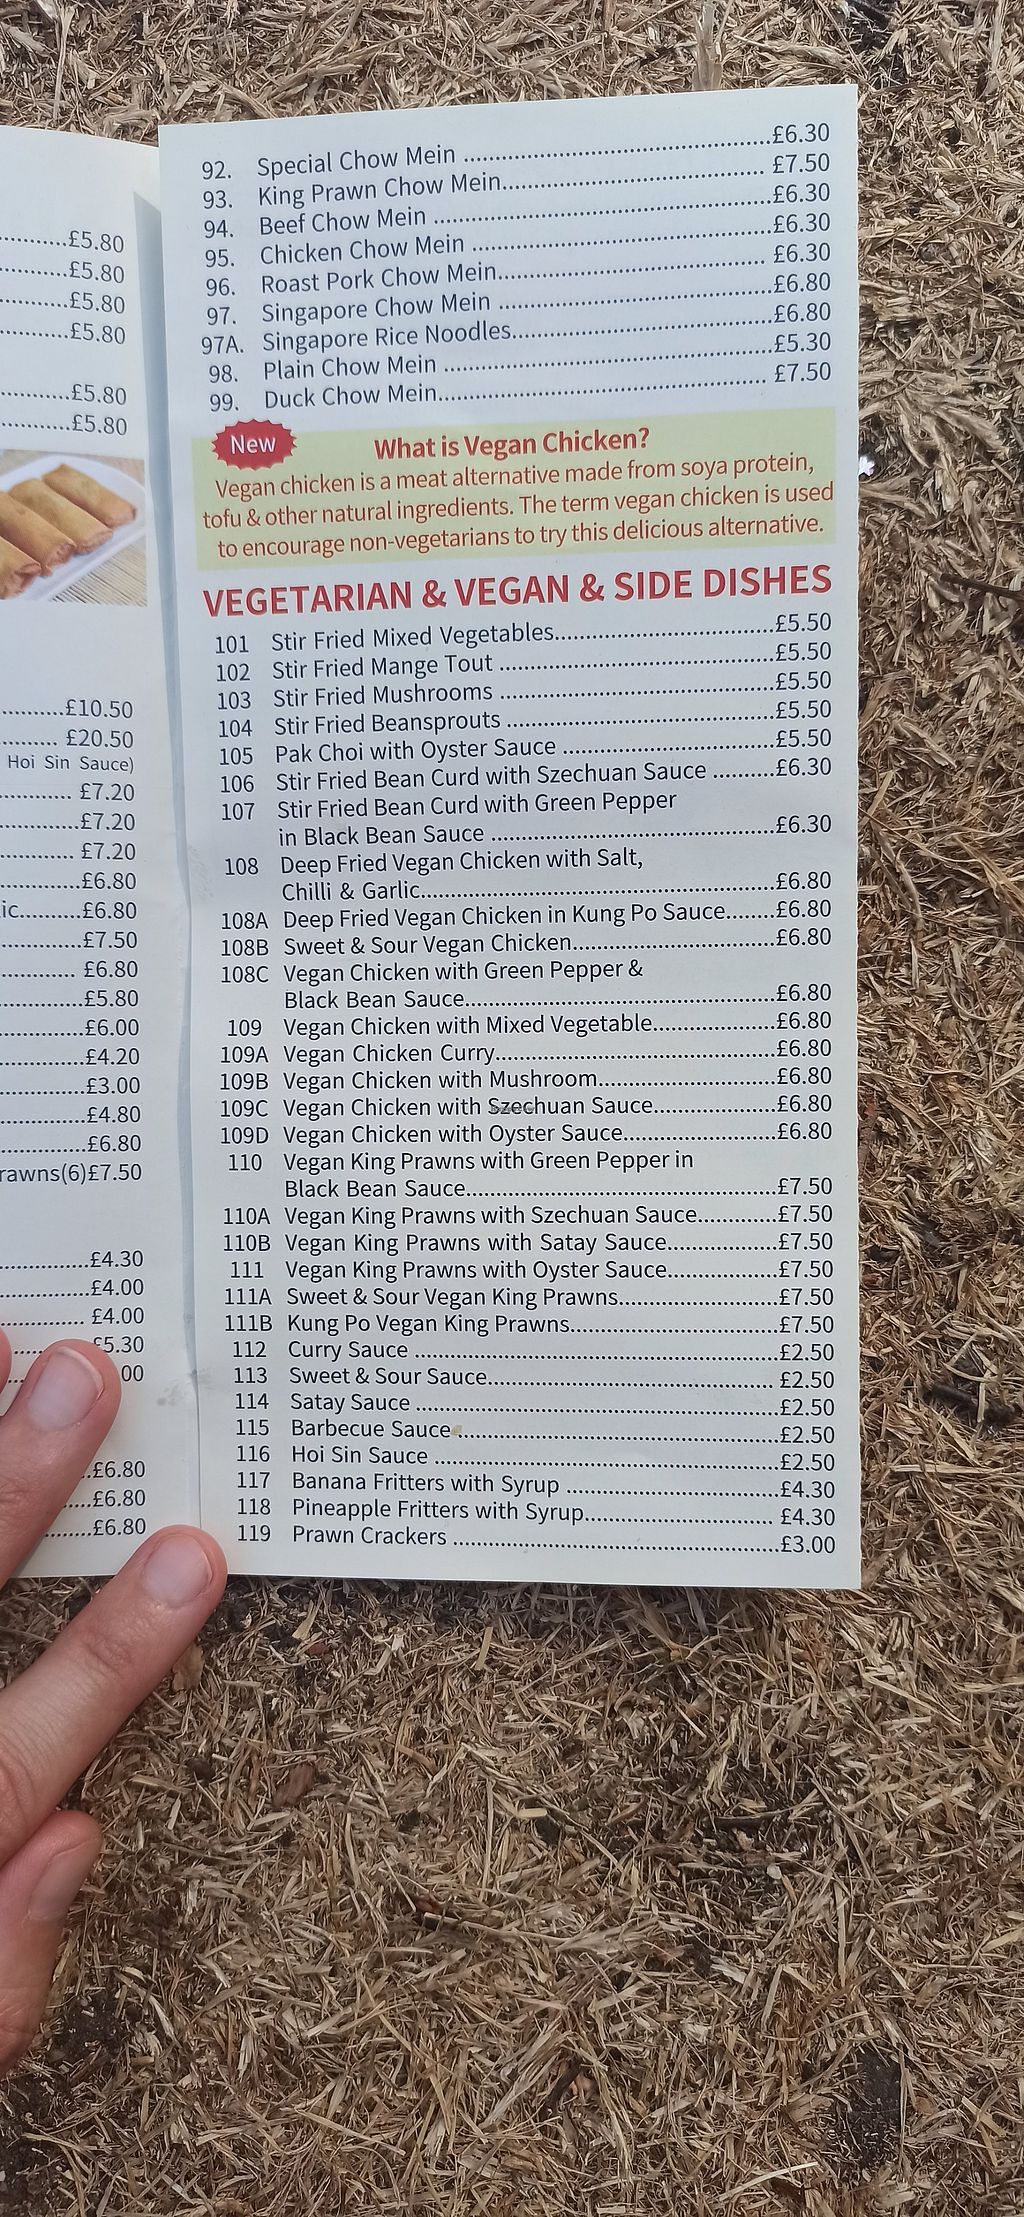 £5.80
£5.80
£5.80
£5.80
£5.80
£5.80
£10.50
£20.50
Hoi Sin Sauce)
£7.20
£7.20
£7.20
£6.80
£6.80
£7.50
£6.80
£5.80
£6.00
£4.20
£3.00
£4.80
£6.80
rawns(6)£7.50
£4.30
£4.00
£4.00
£5.30
00
£6.80
£6.80
£6.80
92. Special Chow Mein £6.30
93. King Prawn Chow Mein £7.50
94. Beef Chow Mein £6.30
95. Chicken Chow Mein £6.30
96. Roast Pork Chow Mein £6.30
97. Singapore Chow Mein £6.80
97A. Singapore Rice Noodles £6.80
98. Plain Chow Mein £5.30
99. Duck Chow Mein £7.50
New
What is Vegan Chicken?
Vegan chicken is a meat alternative made from soya protein,
tofu & other natural ingredients. The term vegan chicken is used
to encourage non-vegetarians to try this delicious alternative.
VEGETARIAN & VEGAN & SIDE DISHES
101 Stir Fried Mixed Vegetables £5.50
102 Stir Fried Mange Tout £5.50
103 Stir Fried Mushrooms £5.50
104 Stir Fried Beansprouts £5.50
105 Pak Choi with Oyster Sauce £5.50
106 Stir Fried Bean Curd with Szechuan Sauce £6.30
107 Stir Fried Bean Curd with Green Pepper
in Black Bean Sauce £6.30
108 Deep Fried Vegan Chicken with Salt,
Chilli & Garlic £6.80
108A Deep Fried Vegan Chicken in Kung Po Sauce £6.80
108B Sweet & Sour Vegan Chicken £6.80
108C Vegan Chicken with Green Pepper &
Black Bean Sauce £6.80
109 Vegan Chicken with Mixed Vegetable £6.80
109A Vegan Chicken Curry £6.80
109B Vegan Chicken with Mushroom £6.80
109C Vegan Chicken with Szechuan Sauce £6.80
109D Vegan Chicken with Oyster Sauce £6.80
110 Vegan King Prawns with Green Pepper in
Black Bean Sauce £7.50
110A Vegan King Prawns with Szechuan Sauce £7.50
110B Vegan King Prawns with Satay Sauce £7.50
111 Vegan King Prawns with Oyster Sauce £7.50
111A Sweet & Sour Vegan King Prawns £7.50
111B Kung Po Vegan King Prawns £7.50
112 Curry Sauce £2.50
113 Sweet & Sour Sauce £2.50
114 Satay Sauce £2.50
115 Barbecue Sauce £2.50
116 Hoi Sin Sauce £2.50
117 Banana Fritters with Syrup £4.30
118 Pineapple Fritters with Syrup £4.30
119 Prawn Crackers £3.00